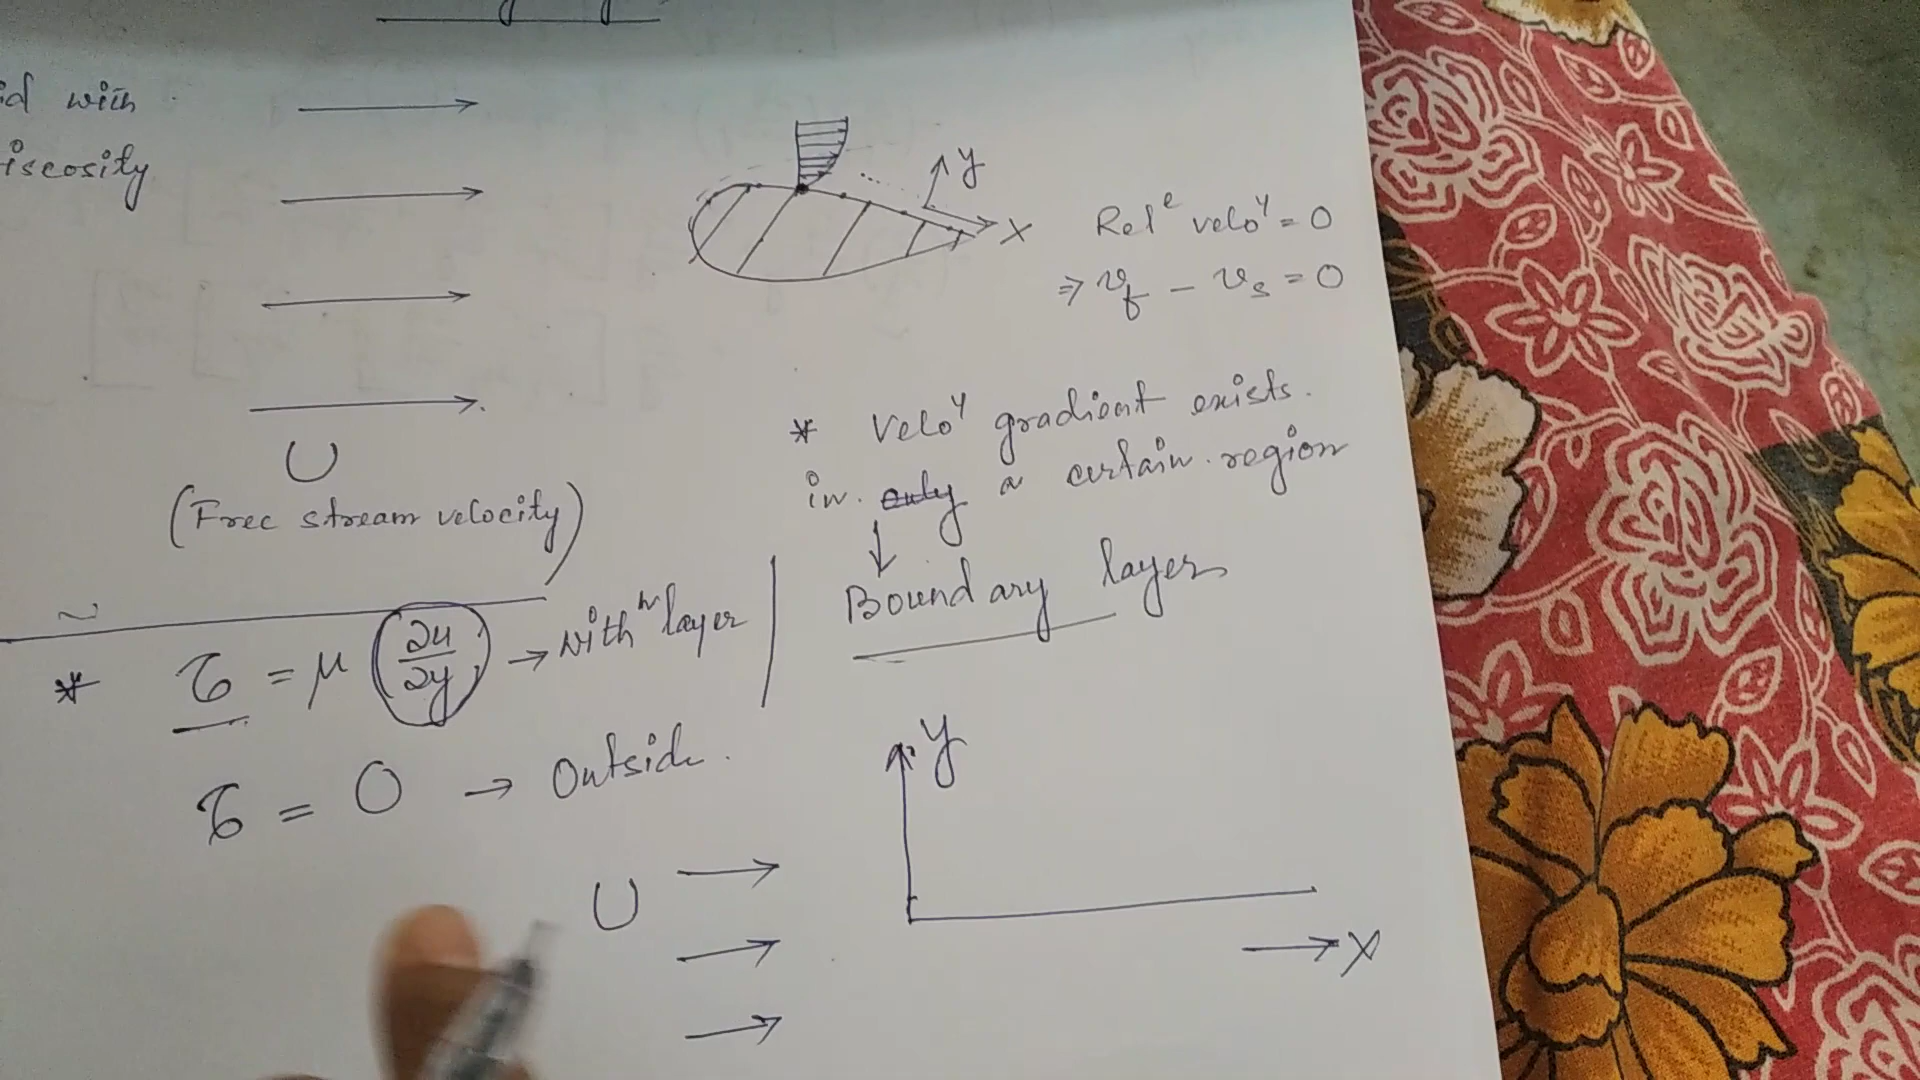 with
iscosity
y
x
Relᵉ veloʸ = 0
⇒ v_f - v_s = 0
U
(Free stream velocity)
* Veloʸ gradient exists.
in. only a certain region
↓
Boundary layer
* τ = μ (∂u/∂y) → withⁿ layer
τ = 0 → Outside.
y
U
→ x